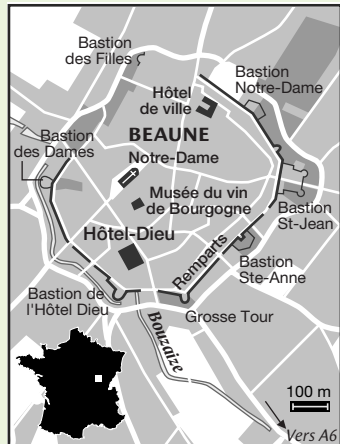 Bastion
des Filles
Bastion
Notre-Dame
Hôtel
de ville
BEAUNE
Bastion
des Dames
Notre-Dame
Musée du vin
de Bourgogne
Bastion
St-Jean
Hôtel-Dieu
Remparts
Bastion
Ste-Anne
Bastion de
l'Hôtel Dieu
Grosse Tour
Bouzaize
100 m
Vers A6